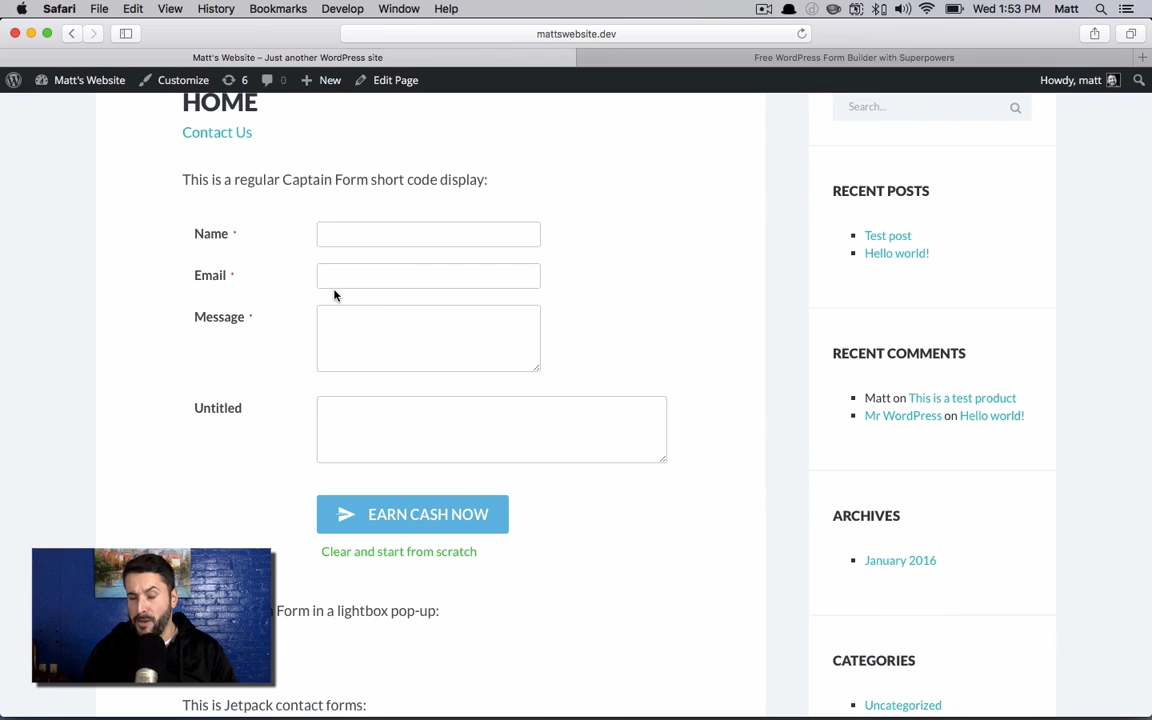 Safari File Edit View History Bookmarks Develop Window Help Wed 1:53 PM Matt
mattswebsite.dev
Matt's Website – Just another WordPress site Free WordPress Form Builder with Superpowers
Matt's Website Customize 6 0 New Edit Page Howdy, matt
HOME
Contact Us
This is a regular Captain Form short code display:
Name *
Email *
Message *
Untitled
EARN CASH NOW
Clear and start from scratch
Form in a lightbox pop-up:
This is Jetpack contact forms:
Search...
RECENT POSTS
Test post
Hello world!
RECENT COMMENTS
Matt on This is a test product
Mr WordPress on Hello world!
ARCHIVES
January 2016
CATEGORIES
Uncategorized